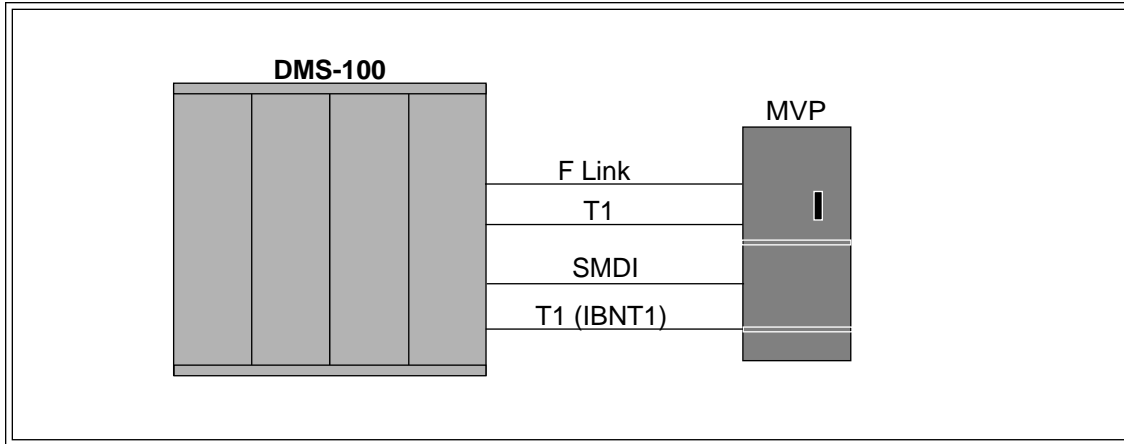 DMS-100
MVP
F Link
T1
SMDI
T1 (IBNT1)